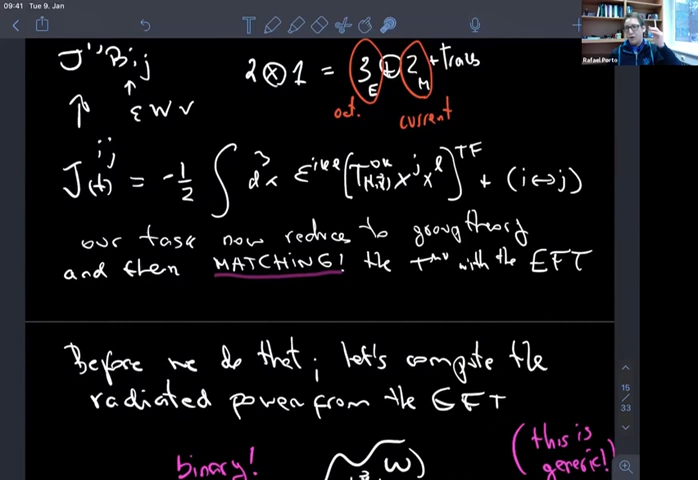 09:41 Tue 9. Jan
Rafael Porto
J^{ij} B_{ij}
2 ⊗ 1 = 3_E ⊕ 2_M + traces
oct.
current
J^{ij}(t) = -1/2 ∫ d^3x ε^{ikl} [T^{0k}(t,x) x^j x^l]^{TF} + (i↔j)
our task now reduces to group theory
and then MATCHING! the T^{μν} with the EFT
Before we do that; let's compute the
radiated power from the EFT
15
/
33
binary!
ω)
(this is
generic!)